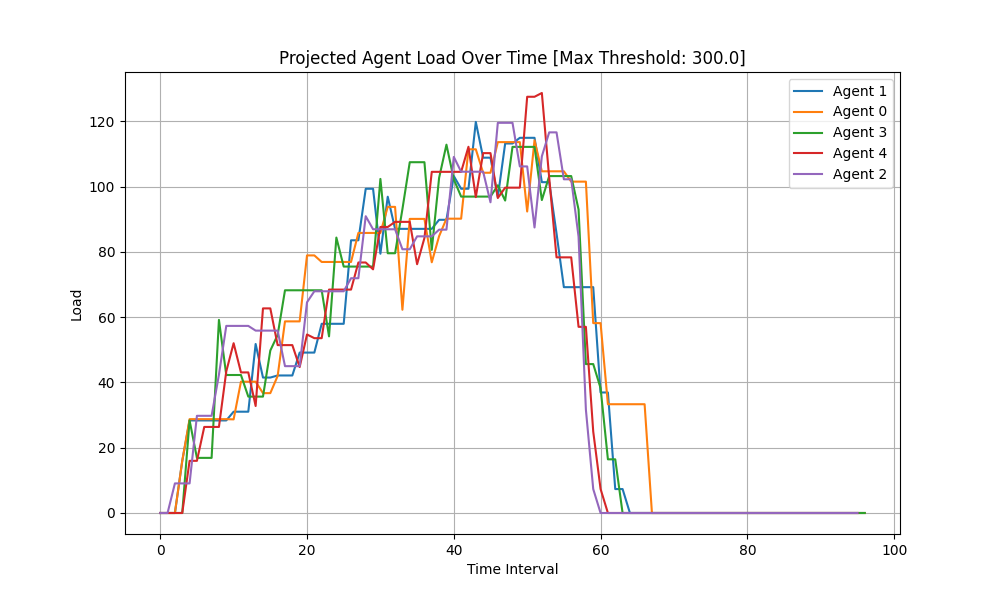 Projected Agent Load Over Time [Max Threshold: 300.0]
Agent 1
Agent 0
Agent 3
Agent 4
Agent 2
Load
120
100
80
60
40
20
0
0 20 40 60 80 100
Time Interval